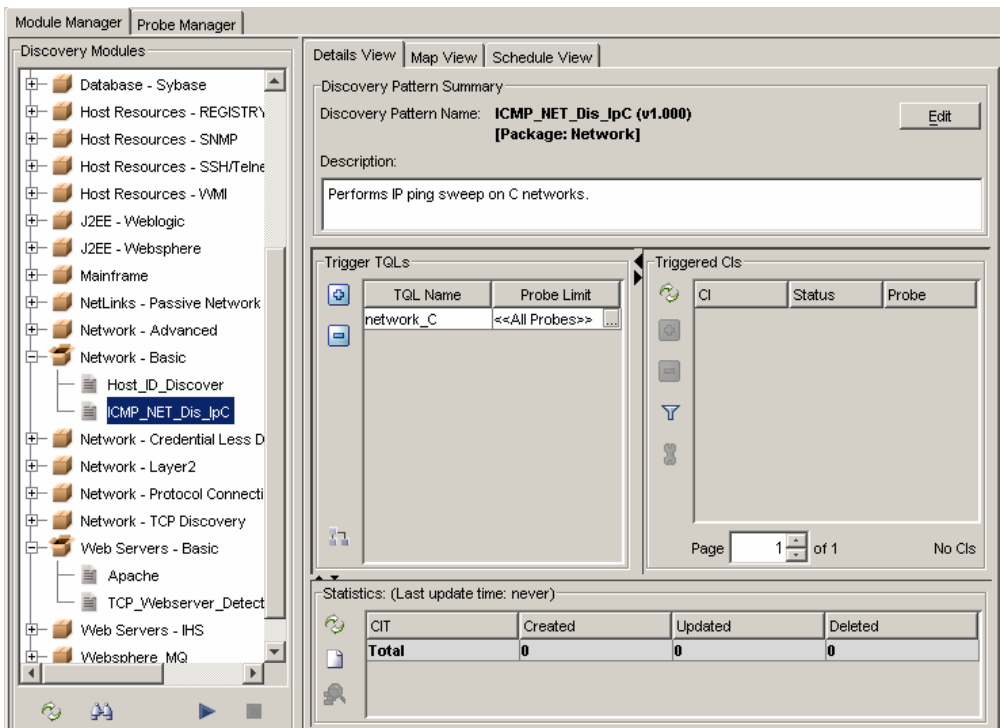 Module Manager
Probe Manager
Discovery Modules
Database - Sybase
Host Resources - REGISTRY
Host Resources - SNMP
Host Resources - SSH/Telne
Host Resources - WMI
J2EE - Weblogic
J2EE - Websphere
Mainframe
NetLinks - Passive Network
Network - Advanced
Network - Basic
Host_ID_Discover
ICMP_NET_Dis_IpC
Network - Credential Less D
Network - Layer2
Network - Protocol Connecti
Network - TCP Discovery
Web Servers - Basic
Apache
TCP_Webserver_Detect
Web Servers - IHS
Websphere_MQ
Details View
Map View
Schedule View
Discovery Pattern Summary
Discovery Pattern Name: ICMP_NET_Dis_IpC (v1.000)
[Package: Network]
Edit
Description:
Performs IP ping sweep on C networks.
Trigger TQLs
TQL Name Probe Limit
network_C <<All Probes>> ...
Triggered CIs
CI Status Probe
Page 1 of 1 No CIs
Statistics: (Last update time: never)
CIT Created Updated Deleted
Total 0 0 0